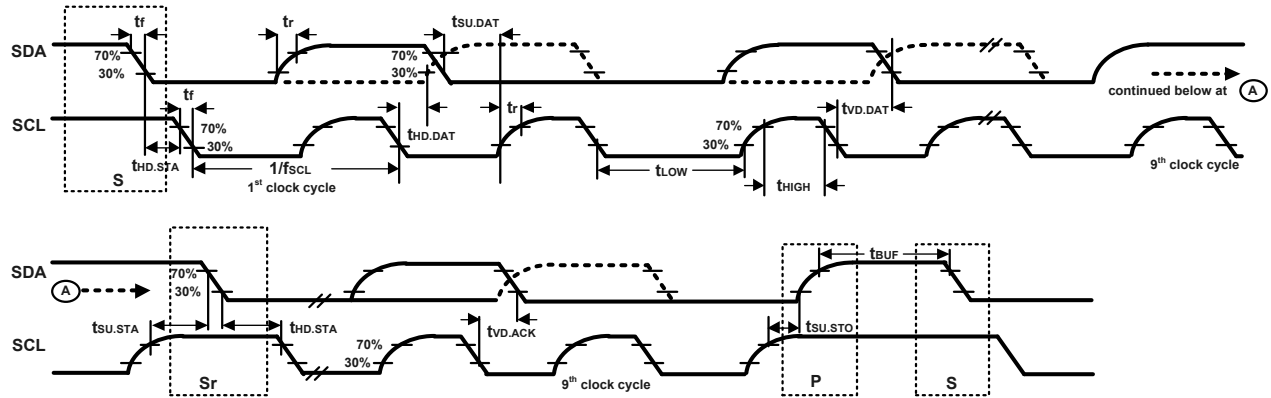 tf
tr
tSU.DAT
SDA
70%
30%
70%
30%
continued below at A
tf
tHD.DAT
tr
tVD.DAT
SCL
70%
30%
70%
30%
tHD.STA
1/fSCL
tLOW
tHIGH
S
1st clock cycle
9th clock cycle
SDA
70%
30%
A
tBUF
tSU.STA
tHD.STA
tVD.ACK
tSU.STO
SCL
70%
30%
Sr
9th clock cycle
P
S